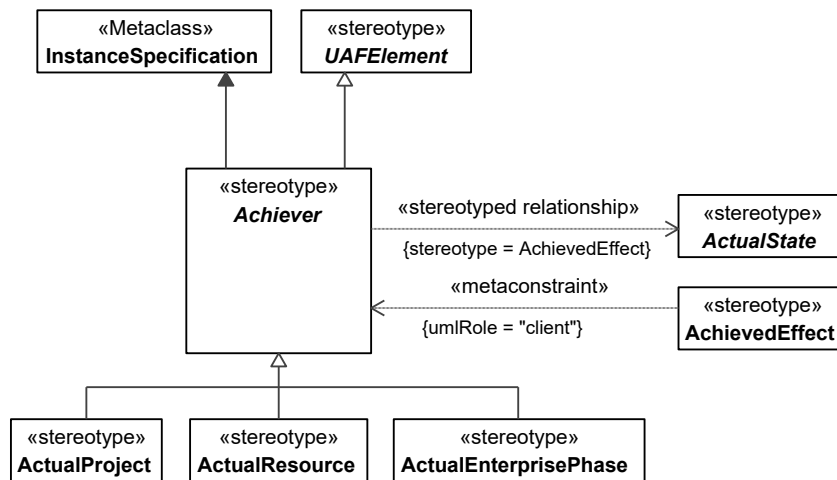 «Metaclass»
InstanceSpecification
«stereotype»
UAFElement
«stereotype»
Achiever
«stereotyped relationship»
{stereotype = AchievedEffect}
«stereotype»
ActualState
«metaconstraint»
{umlRole = "client"}
«stereotype»
AchievedEffect
«stereotype»
ActualProject
«stereotype»
ActualResource
«stereotype»
ActualEnterprisePhase